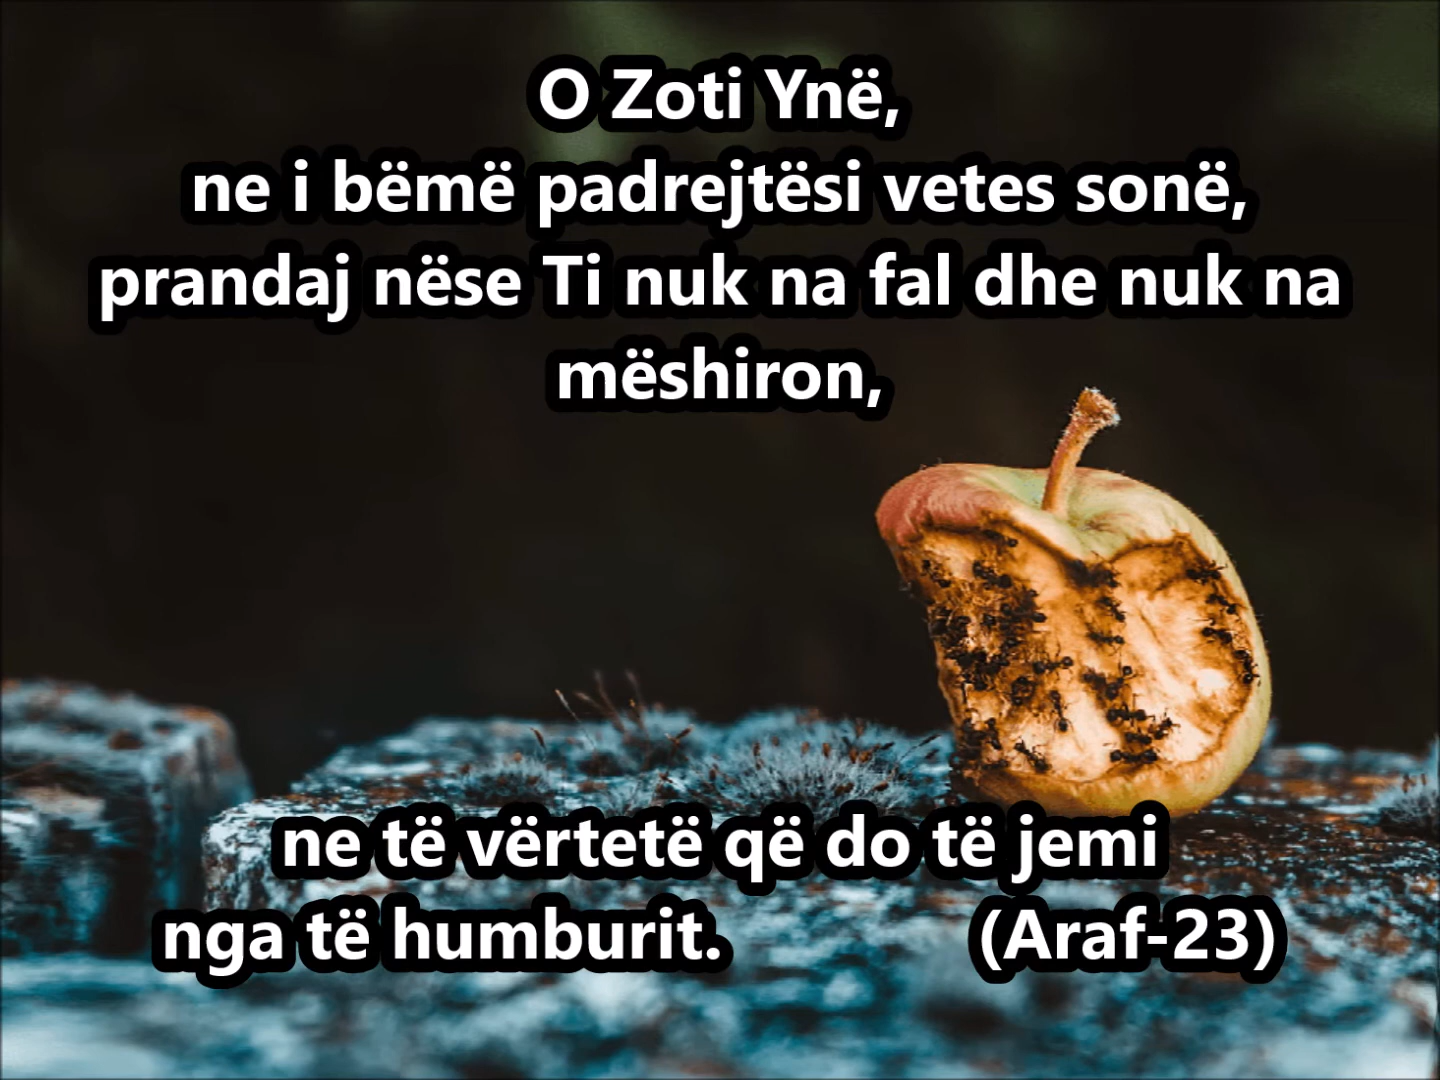 O Zoti Ynë,
ne i bëmë padrejtësi vetes sonë,
prandaj nëse Ti nuk na fal dhe nuk na
mëshiron,
ne të vërtetë që do të jemi
nga të humburit. (Araf-23)